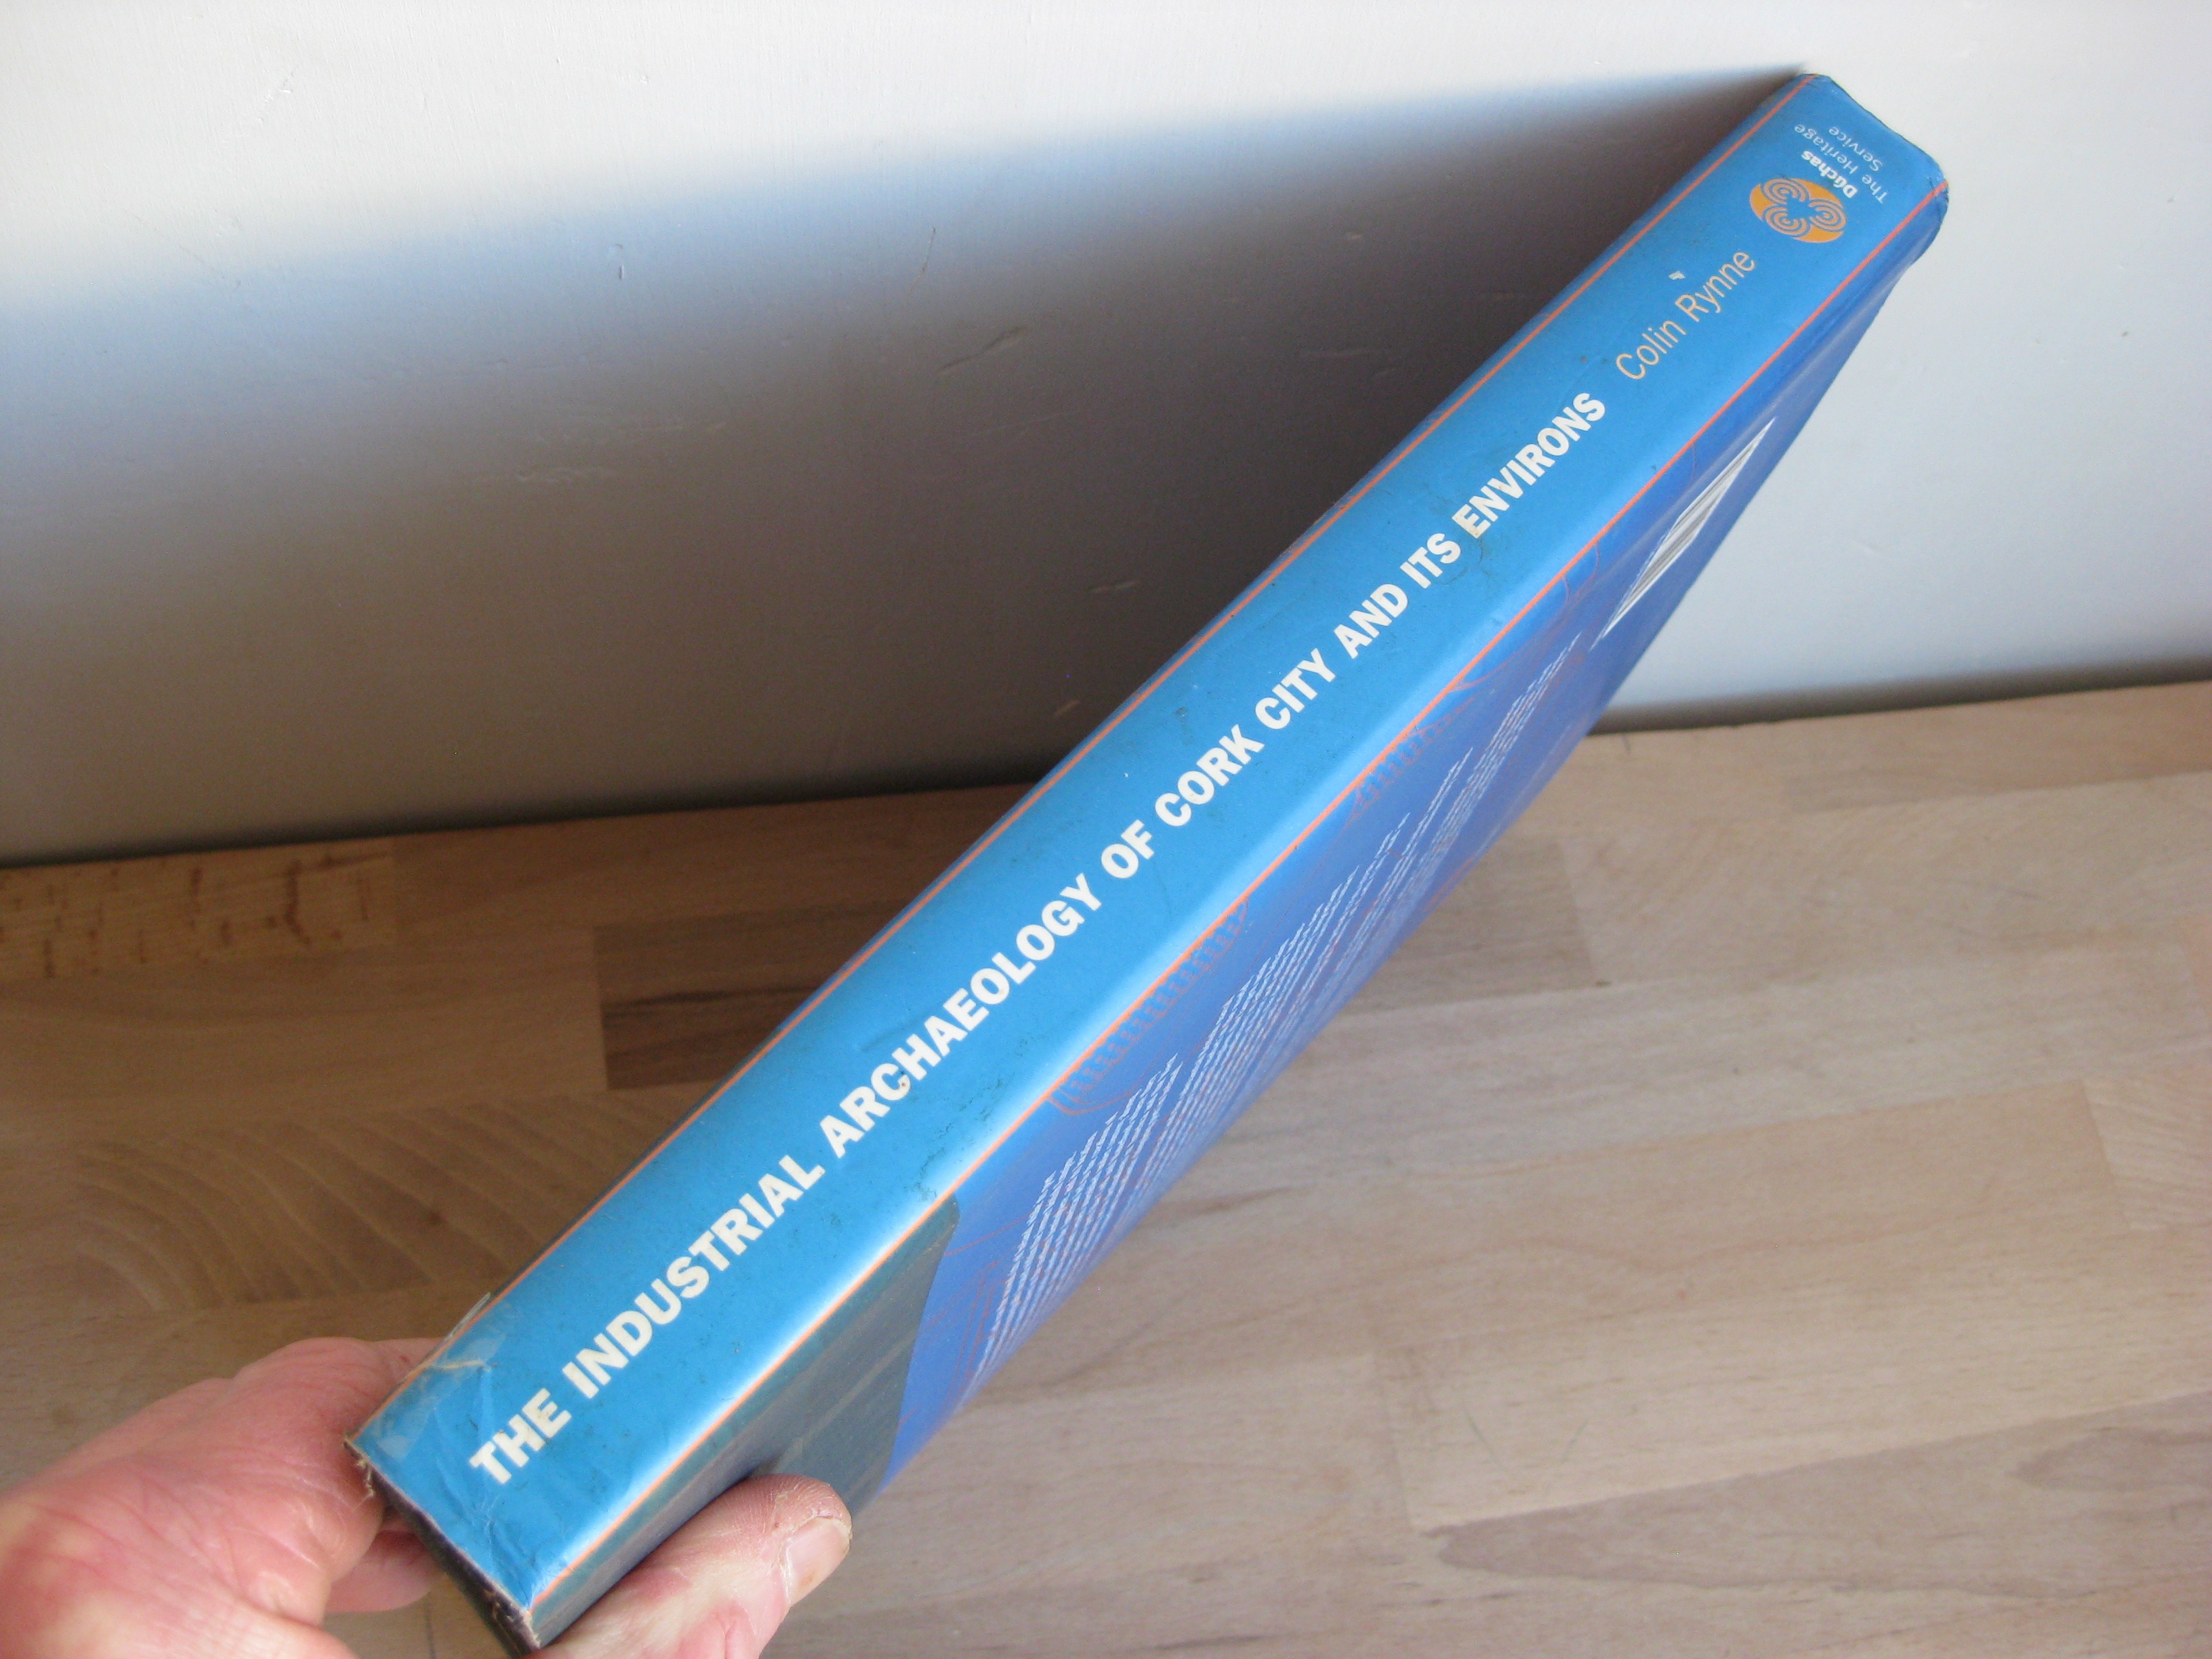 THE INDUSTRIAL ARCHAEOLOGY OF CORK CITY AND ITS ENVIRONS
Colin Rynne
Dúchas
The Heritage
Service